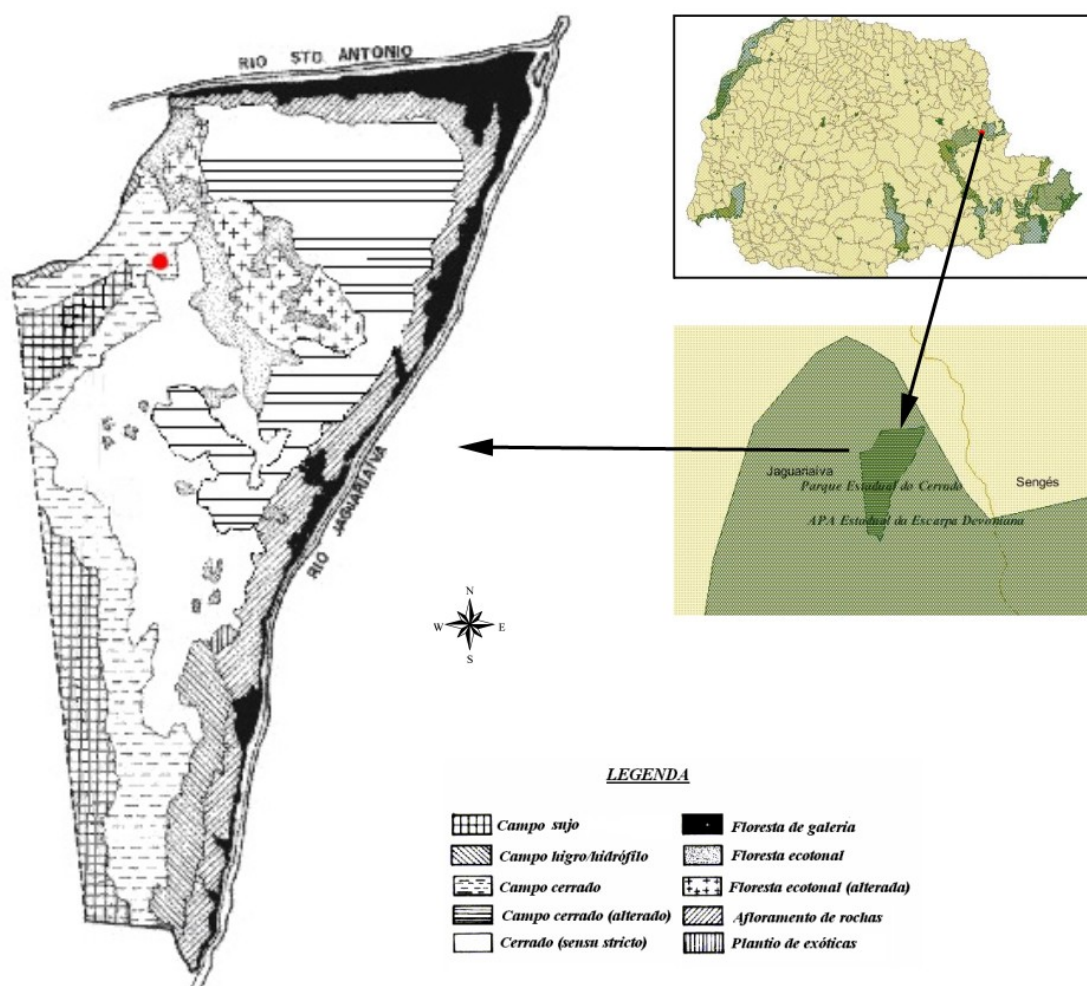 RIO STO. ANTONIO
RIO JAGUARIAIVA
Jaguariaíva
Sengés
Parque Estadual do Cerrado
APA Estadual da Escarpa Devoniana
N
W E
S
LEGENDA
Campo sujo
Campo higro/hidrófilo
Campo cerrado
Campo cerrado (alterado)
Cerrado (sensu stricto)
Floresta de galeria
Floresta ecotonal
Floresta ecotonal (alterada)
Afloramento de rochas
Plantio de exóticas